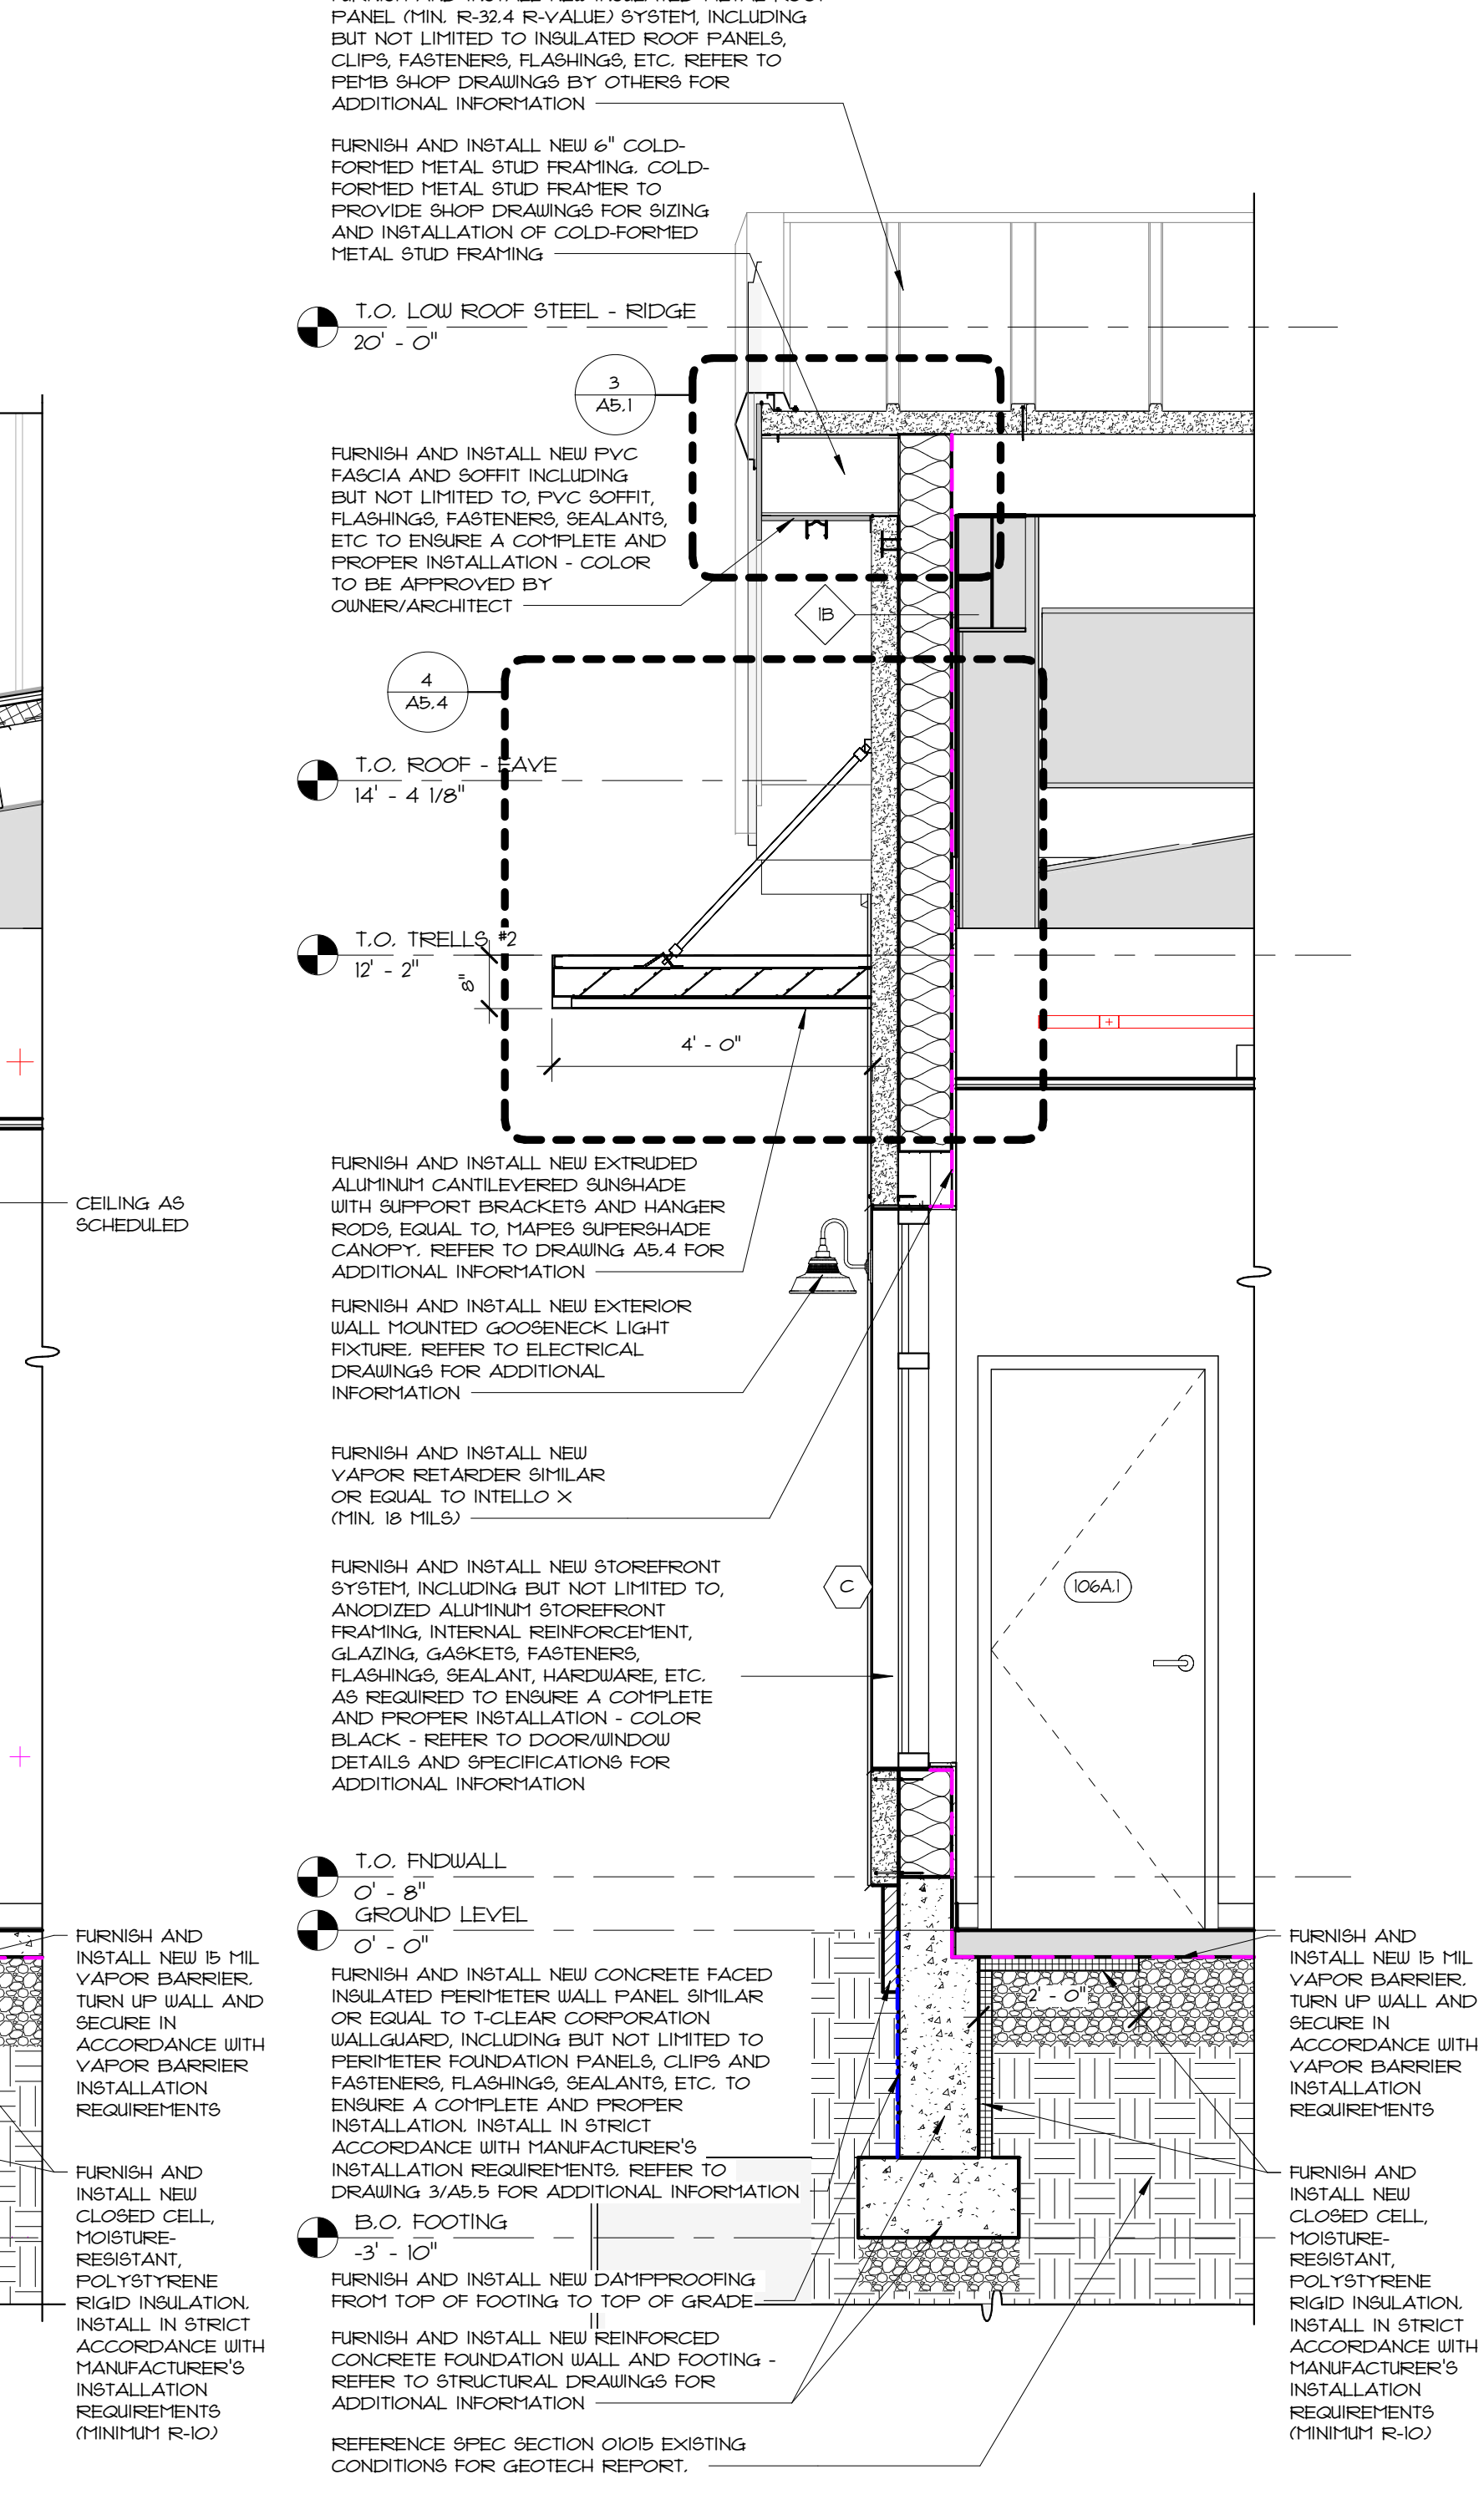 PANEL (MIN. R-32.4 R-VALUE) SYSTEM, INCLUDING
BUT NOT LIMITED TO INSULATED ROOF PANELS,
CLIPS, FASTENERS, FLASHINGS, ETC. REFER TO
PEMB SHOP DRAWINGS BY OTHERS FOR
ADDITIONAL INFORMATION
FURNISH AND INSTALL NEW 6" COLD-
FORMED METAL STUD FRAMING. COLD-
FORMED METAL STUD FRAMER TO
PROVIDE SHOP DRAWINGS FOR SIZING
AND INSTALLATION OF COLD-FORMED
METAL STUD FRAMING
T.O. LOW ROOF STEEL - RIDGE
20' - 0"
3
A5.1
FURNISH AND INSTALL NEW PVC
FASCIA AND SOFFIT INCLUDING
BUT NOT LIMITED TO, PVC SOFFIT,
FLASHINGS, FASTENERS, SEALANTS,
ETC TO ENSURE A COMPLETE AND
PROPER INSTALLATION - COLOR
TO BE APPROVED BY
OWNER/ARCHITECT
1B
4
A5.4
T.O. ROOF - EAVE
14' - 4 1/8"
T.O. TRELLS #2
12' - 2"
8"
4' - 0"
FURNISH AND INSTALL NEW EXTRUDED
ALUMINUM CANTILEVERED SUNSHADE
WITH SUPPORT BRACKETS AND HANGER
RODS, EQUAL TO, MAPES SUPERSHADE
CANOPY. REFER TO DRAWING A5.4 FOR
ADDITIONAL INFORMATION
CEILING AS
SCHEDULED
FURNISH AND INSTALL NEW EXTERIOR
WALL MOUNTED GOOSENECK LIGHT
FIXTURE. REFER TO ELECTRICAL
DRAWINGS FOR ADDITIONAL
INFORMATION
FURNISH AND INSTALL NEW
VAPOR RETARDER SIMILAR
OR EQUAL TO INTELLO X
(MIN. 18 MILS)
FURNISH AND INSTALL NEW STOREFRONT
SYSTEM, INCLUDING BUT NOT LIMITED TO,
ANODIZED ALUMINUM STOREFRONT
FRAMING, INTERNAL REINFORCEMENT,
GLAZING, GASKETS, FASTENERS,
FLASHINGS, SEALANT, HARDWARE, ETC.
AS REQUIRED TO ENSURE A COMPLETE
AND PROPER INSTALLATION - COLOR
BLACK - REFER TO DOOR/WINDOW
DETAILS AND SPECIFICATIONS FOR
ADDITIONAL INFORMATION
C
106A.1
T.O. FNDWALL
0' - 8"
GROUND LEVEL
0' - 0"
FURNISH AND
INSTALL NEW 15 MIL
VAPOR BARRIER.
TURN UP WALL AND
SECURE IN
ACCORDANCE WITH
VAPOR BARRIER
INSTALLATION
REQUIREMENTS
FURNISH AND
INSTALL NEW
CLOSED CELL,
MOISTURE-
RESISTANT,
POLYSTYRENE
RIGID INSULATION.
INSTALL IN STRICT
ACCORDANCE WITH
MANUFACTURER'S
INSTALLATION
REQUIREMENTS
(MINIMUM R-10)
FURNISH AND INSTALL NEW CONCRETE FACED
INSULATED PERIMETER WALL PANEL SIMILAR
OR EQUAL TO T-CLEAR CORPORATION
WALLGUARD, INCLUDING BUT NOT LIMITED TO
PERIMETER FOUNDATION PANELS, CLIPS AND
FASTENERS, FLASHINGS, SEALANTS, ETC. TO
ENSURE A COMPLETE AND PROPER
INSTALLATION. INSTALL IN STRICT
ACCORDANCE WITH MANUFACTURER'S
INSTALLATION REQUIREMENTS. REFER TO
DRAWING 3/A5.5 FOR ADDITIONAL INFORMATION
2' - 0"
B.O. FOOTING
-3' - 10"
FURNISH AND INSTALL NEW DAMPPROOFING
FROM TOP OF FOOTING TO TOP OF GRADE
FURNISH AND INSTALL NEW REINFORCED
CONCRETE FOUNDATION WALL AND FOOTING -
REFER TO STRUCTURAL DRAWINGS FOR
ADDITIONAL INFORMATION
REFERENCE SPEC SECTION 01015 EXISTING
CONDITIONS FOR GEOTECH REPORT.
FURNISH AND
INSTALL NEW 15 MIL
VAPOR BARRIER.
TURN UP WALL AND
SECURE IN
ACCORDANCE WITH
VAPOR BARRIER
INSTALLATION
REQUIREMENTS
FURNISH AND
INSTALL NEW
CLOSED CELL,
MOISTURE-
RESISTANT,
POLYSTYRENE
RIGID INSULATION.
INSTALL IN STRICT
ACCORDANCE WITH
MANUFACTURER'S
INSTALLATION
REQUIREMENTS
(MINIMUM R-10)